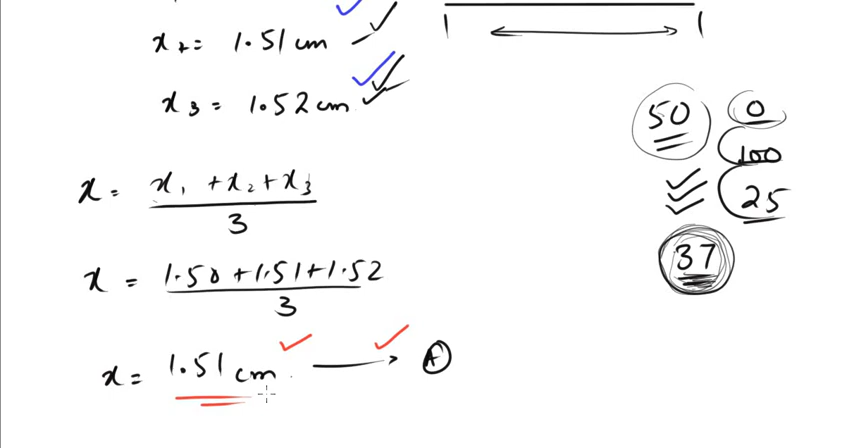 x2 = 1.51 cm
x3 = 1.52 cm
x = x1 + x2 + x3
3
x = 1.50 + 1.51 + 1.52
3
x = 1.51 cm
50 0
100
25
37